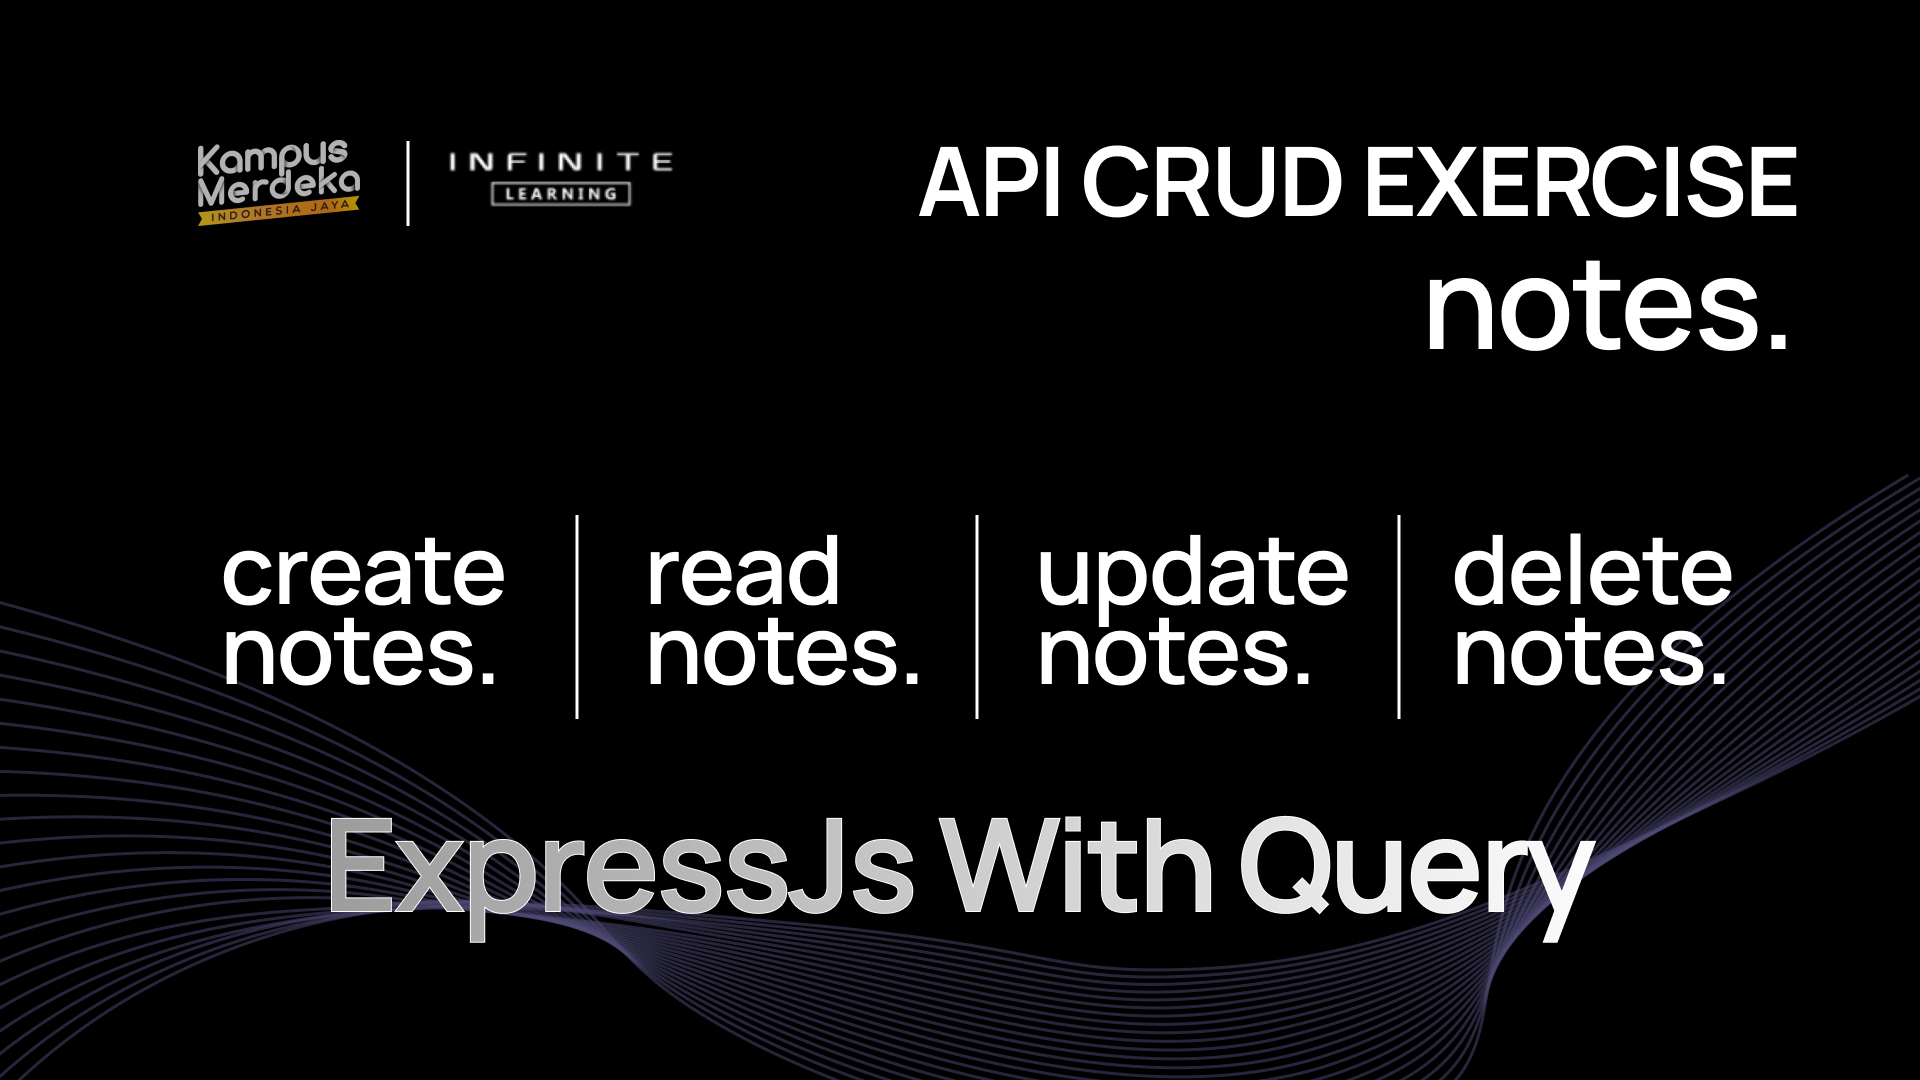 Kampus
Merdeka
INDONESIA JAYA
INFINITE
LEARNING
API CRUD EXERCISE
notes.
create
notes.
read
notes.
update
notes.
delete
notes.
ExpressJs With Query